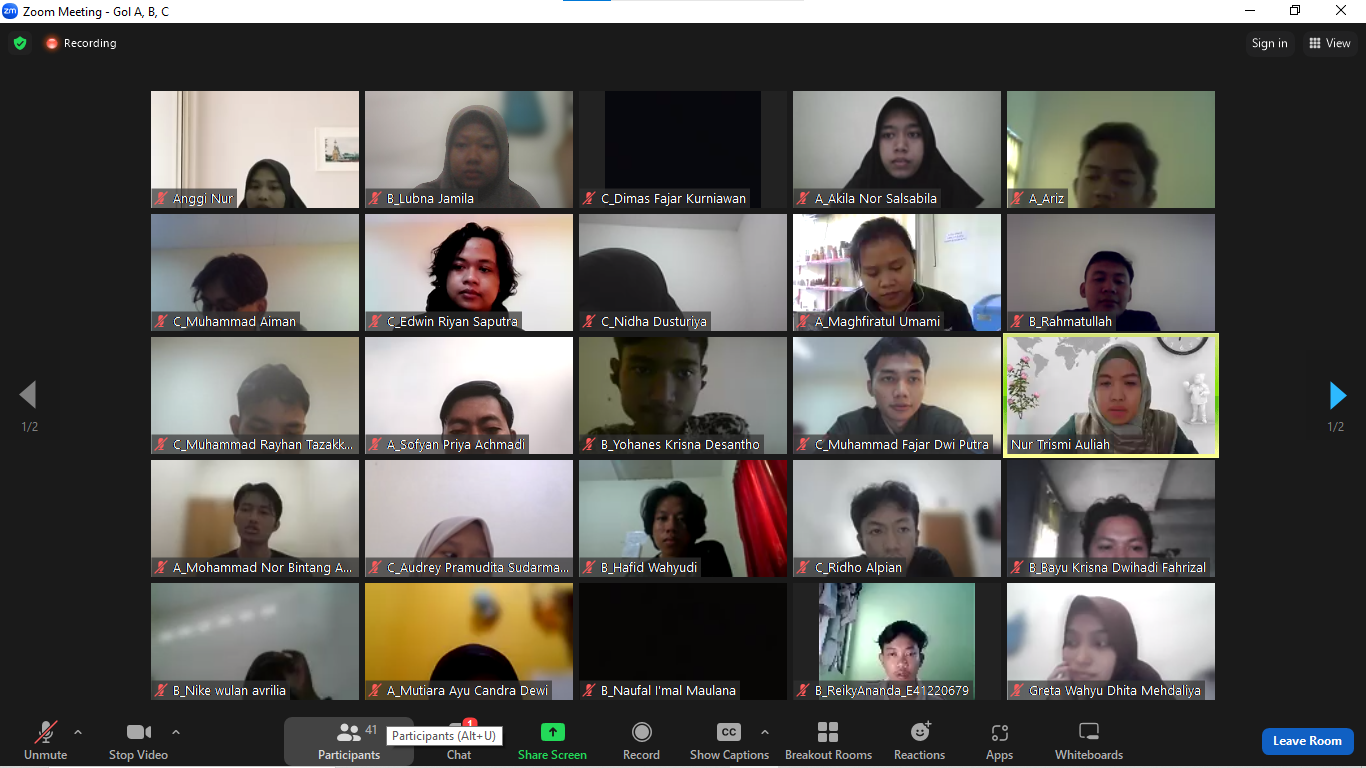 zm Zoom Meeting - Gol A, B, C
Recording
Sign in
View
Anggi Nur
B_Lubna Jamila
C_Dimas Fajar Kurniawan
A_Akila Nor Salsabila
A_Ariz
C_Muhammad Aiman
C_Edwin Riyan Saputra
C_Nidha Dusturiya
A_Maghfiratul Umami
B_Rahmatullah
1/2
C_Muhammad Rayhan Tazakk...
A_Sofyan Priya Achmadi
B_Yohanes Krisna Desantho
C_Muhammad Fajar Dwi Putra
Nur Trismi Auliah
1/2
A_Mohammad Nor Bintang A...
C_Audrey Pramudita Sudarma...
B_Hafid Wahyudi
C_Ridho Alpian
B_Bayu Krisna Dwihadi Fahrizal
B_Nike wulan avrilia
A_Mutiara Ayu Candra Dewi
B_Naufal I'mal Maulana
B_ReikyAnanda_E41220679
Greta Wahyu Dhita Mehdaliya
Unmute
Stop Video
Participants
41
Participants (Alt+U)
1
Chat
Share Screen
Record
CC
Show Captions
Breakout Rooms
Reactions
Apps
Whiteboards
Leave Room